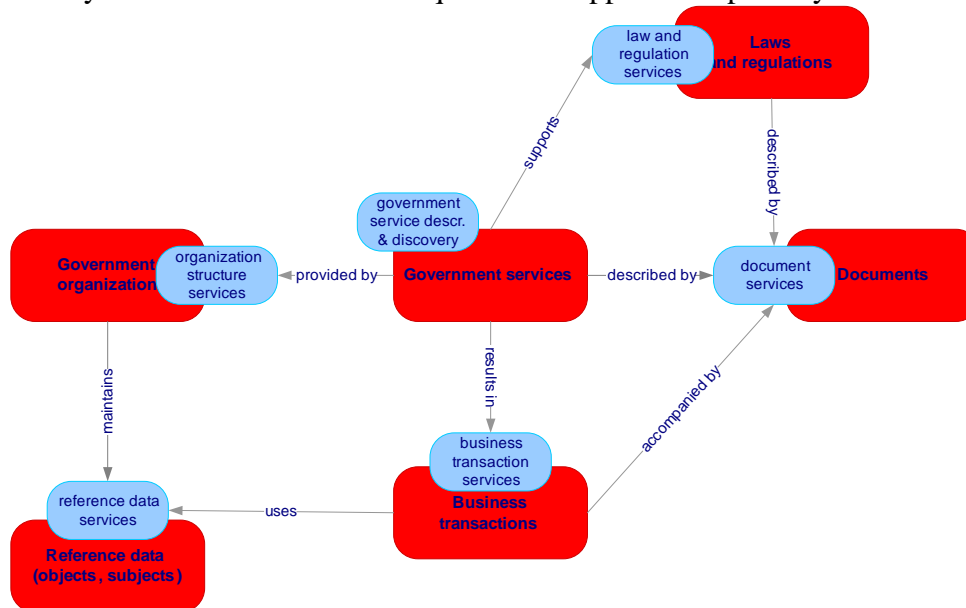 law and
regulation
services
Laws
and regulations
supports
described by
government
service descr.
& discovery
Government
organization
organization
structure
services
provided by
Government services
described by
document
services
Documents
maintains
results in
accompanied by
business
transaction
services
reference data
services
uses
Business
transactions
Reference data
(objects, subjects)